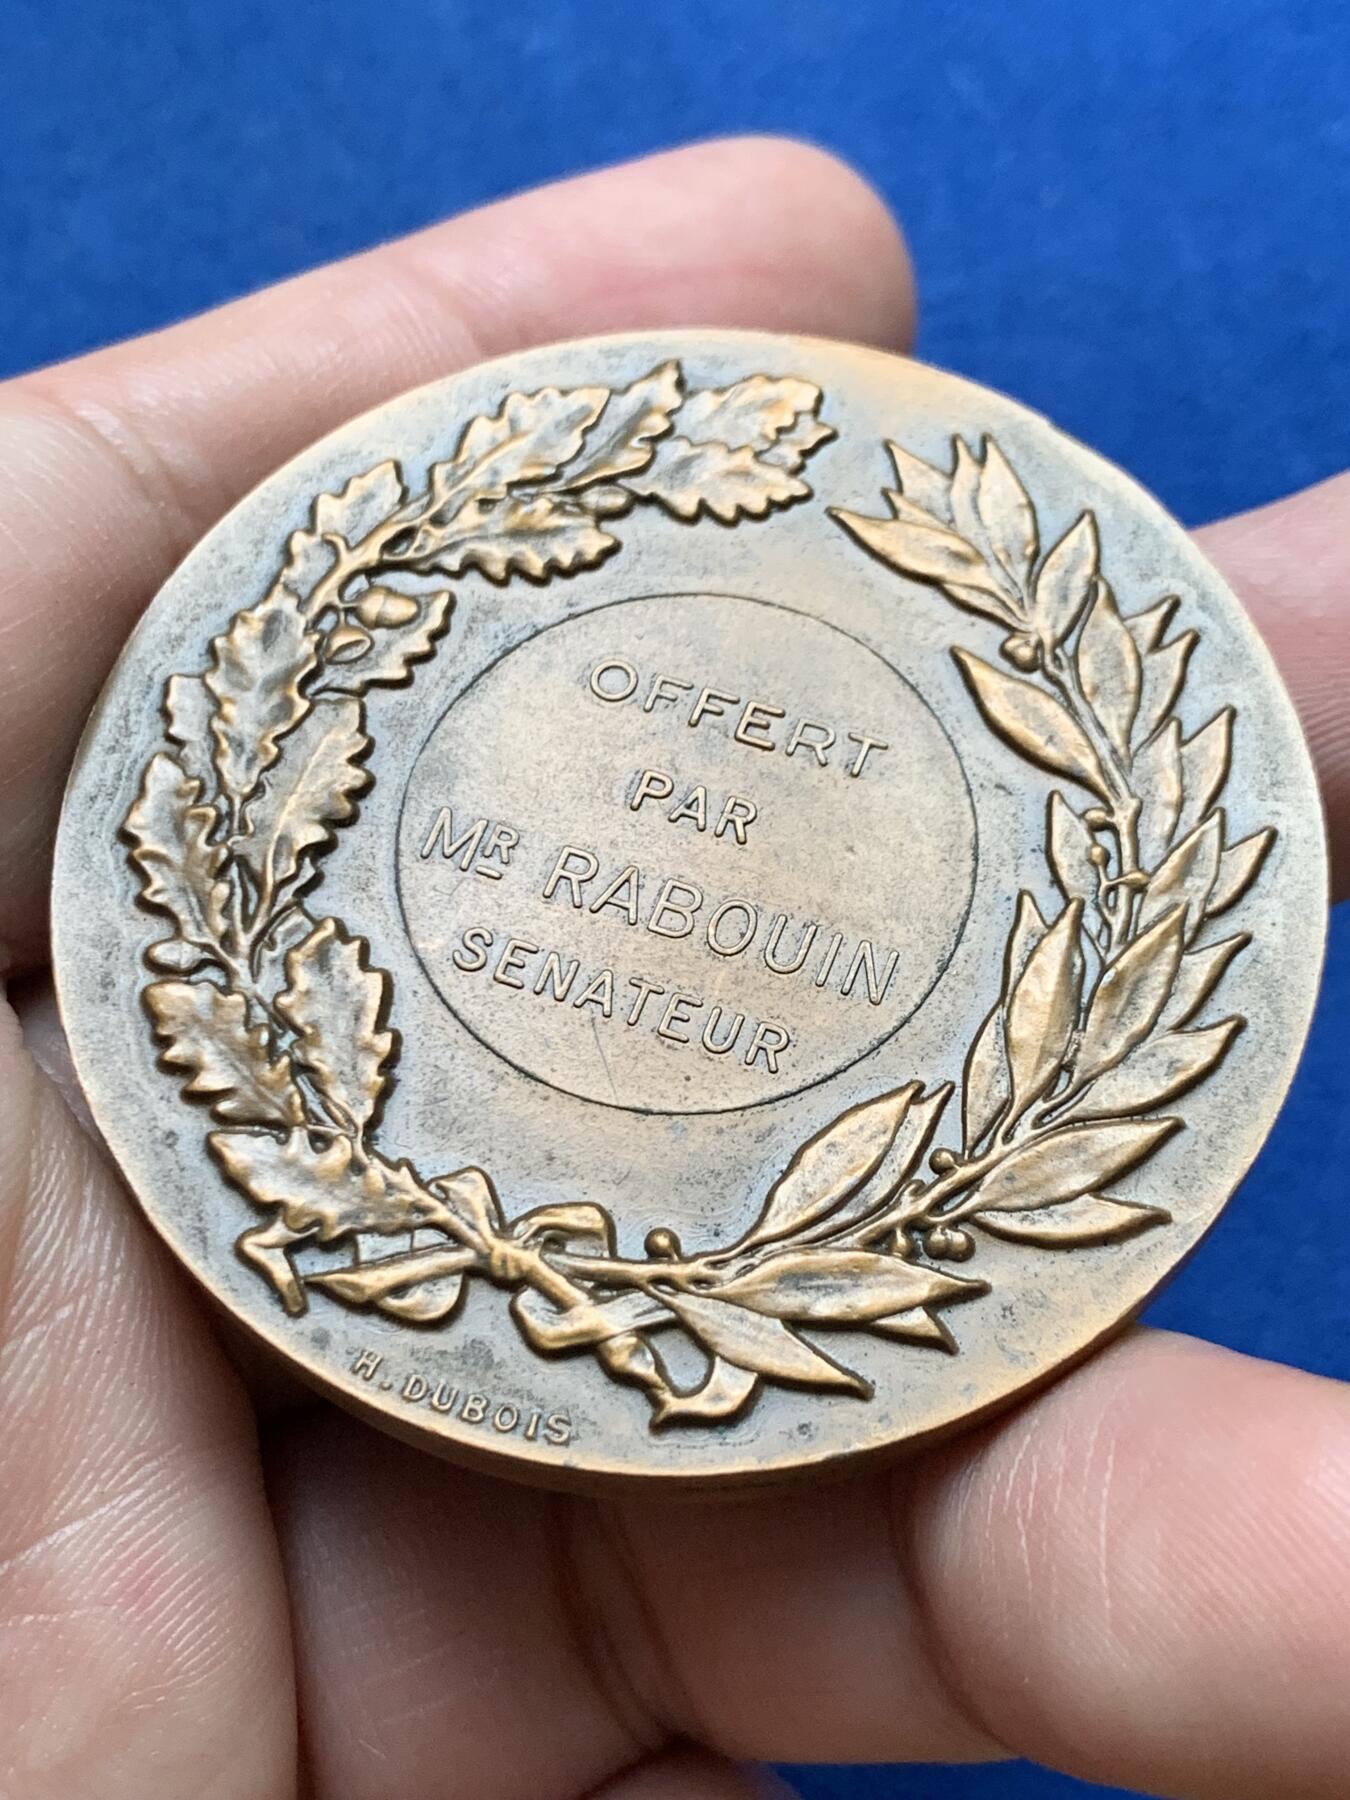 OFFERT
PAR
MR RABOUIN
SENATEUR
H. DUBOIS